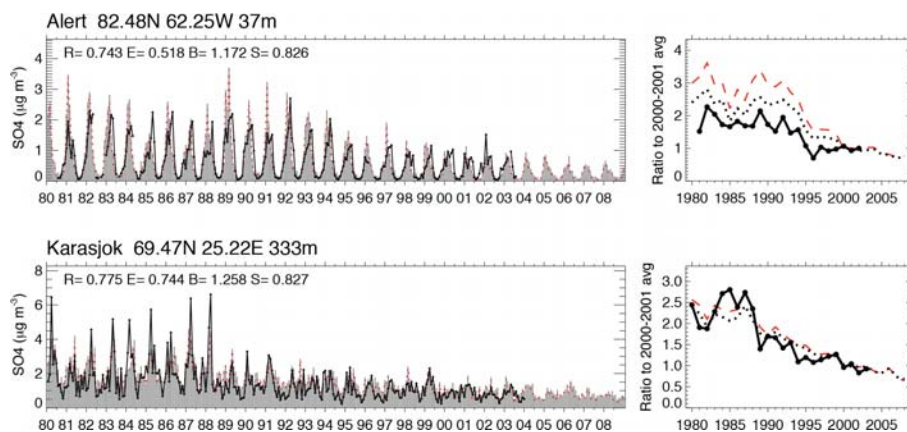 Alert 82.48N 62.25W 37m
R= 0.743 E= 0.518 B= 1.172 S= 0.826
SO4 (μg m⁻³)
4
3
2
1
0
80 81 82 83 84 85 86 87 88 89 90 91 92 93 94 95 96 97 98 99 00 01 02 03 04 05 06 07 08
Ratio to 2000-2001 avg
4
3
2
1
0
1980 1985 1990 1995 2000 2005
Karasjok 69.47N 25.22E 333m
R= 0.775 E= 0.744 B= 1.258 S= 0.827
SO4 (μg m⁻³)
8
6
4
2
0
80 81 82 83 84 85 86 87 88 89 90 91 92 93 94 95 96 97 98 99 00 01 02 03 04 05 06 07 08
Ratio to 2000-2001 avg
3.0
2.5
2.0
1.5
1.0
0.5
0.0
1980 1985 1990 1995 2000 2005